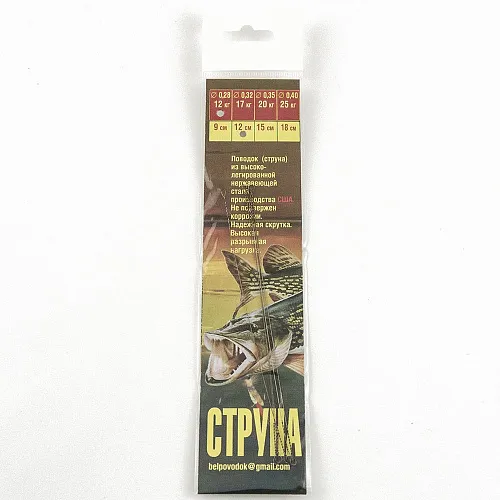 ∅ 0,28 ∅ 0,32 ∅ 0,35 ∅ 0,40
12 кг 17 кг 20 кг 25 кг
9 см 12 см 15 см 18 см
Поводок (струна)
из высоко-
легированной
нержавеющей
стали
производства США.
Не подвержен
коррозии.
Надежная скрутка.
Высокая
разрывная
нагрузка.
СТРУНА
belpovodok@gmail.com